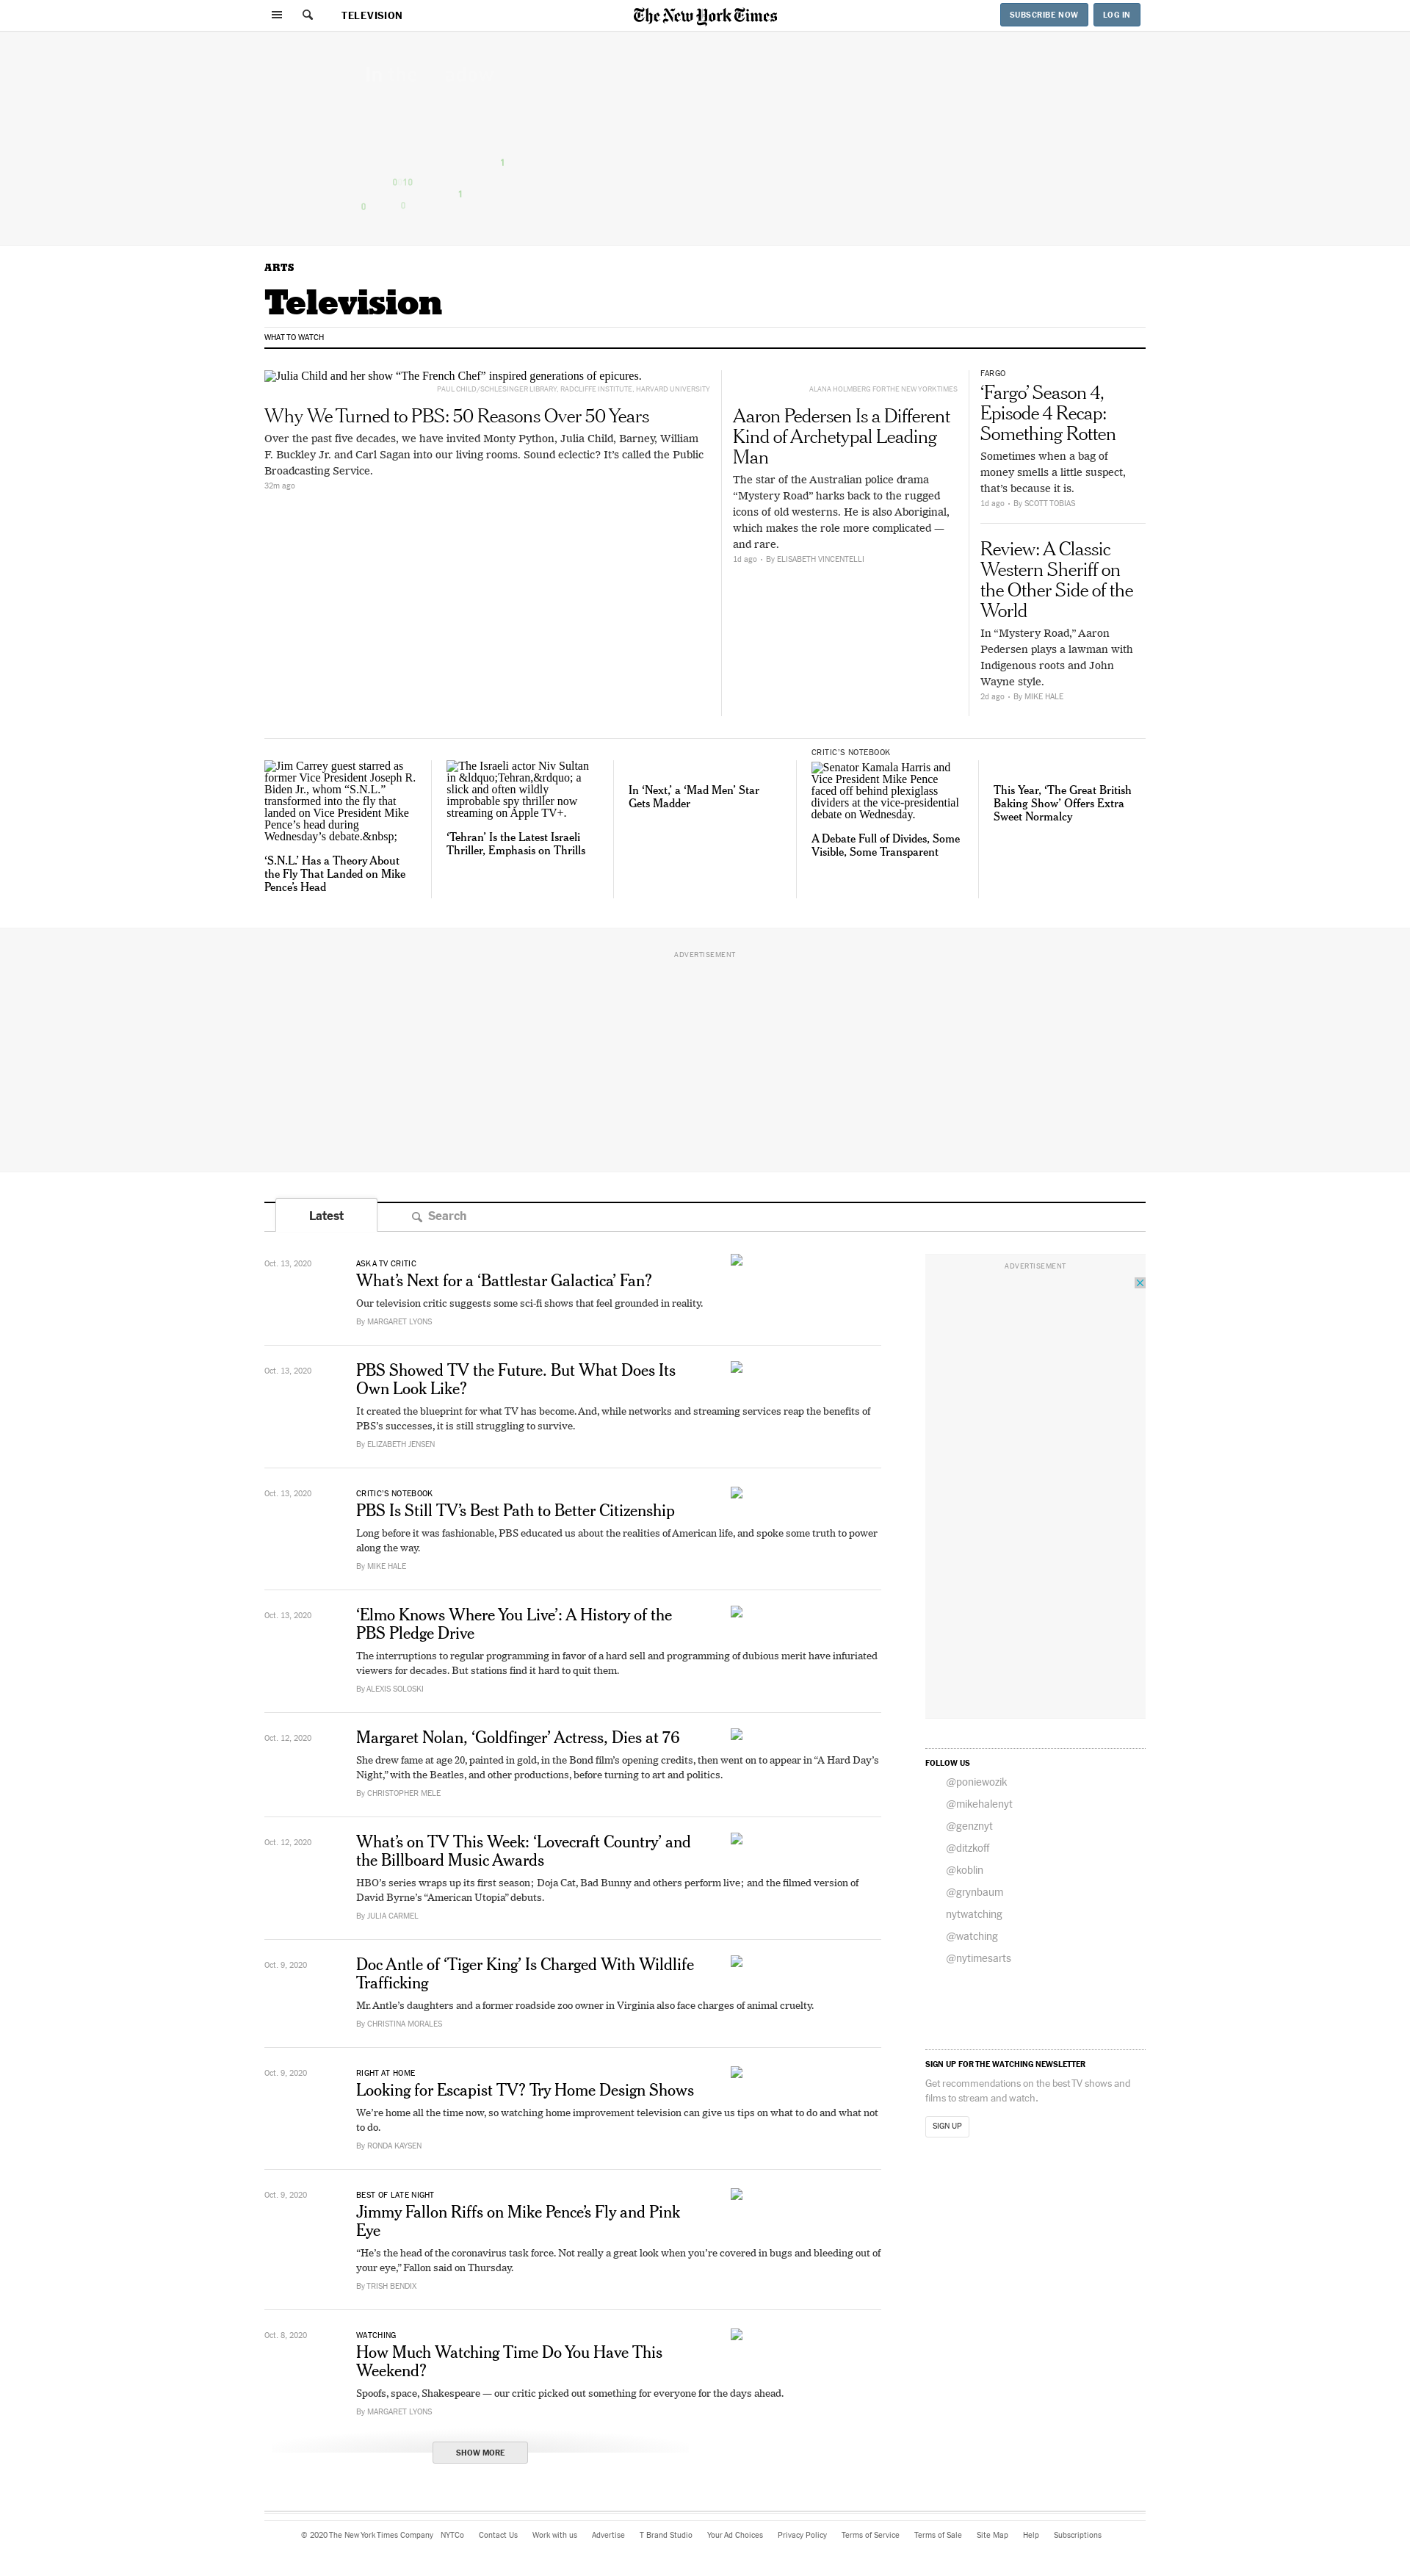 TELEVISION
The New York Times
SUBSCRIBE NOW
LOG IN
1
0 10
1
0
0
ARTS
Television
WHAT TO WATCH
Julia Child and her show “The French Chef” inspired generations of epicures.
PAUL CHILD/SCHLESINGER LIBRARY, RADCLIFFE INSTITUTE, HARVARD UNIVERSITY
Why We Turned to PBS: 50 Reasons Over 50 Years
Over the past five decades, we have invited Monty Python, Julia Child, Barney, William
F. Buckley Jr. and Carl Sagan into our living rooms. Sound eclectic? It’s called the Public
Broadcasting Service.
32m ago
ALANA HOLMBERG FOR THE NEW YORK TIMES
Aaron Pedersen Is a Different
Kind of Archetypal Leading
Man
The star of the Australian police drama
“Mystery Road” harks back to the rugged
icons of old westerns. He is also Aboriginal,
which makes the role more complicated —
and rare.
1d ago • By ELISABETH VINCENTELLI
FARGO
‘Fargo’ Season 4,
Episode 4 Recap:
Something Rotten
Sometimes when a bag of
money smells a little suspect,
that’s because it is.
1d ago • By SCOTT TOBIAS
Review: A Classic
Western Sheriff on
the Other Side of the
World
In “Mystery Road,” Aaron
Pedersen plays a lawman with
Indigenous roots and John
Wayne style.
2d ago • By MIKE HALE
Jim Carrey guest starred as
former Vice President Joseph R.
Biden Jr., whom “S.N.L.”
transformed into the fly that
landed on Vice President Mike
Pence’s head during
Wednesday’s debate.&nbsp;
‘S.N.L.’ Has a Theory About
the Fly That Landed on Mike
Pence’s Head
The Israeli actor Niv Sultan
in &ldquo;Tehran,&rdquo; a
slick and often wildly
improbable spy thriller now
streaming on Apple TV+.
‘Tehran’ Is the Latest Israeli
Thriller, Emphasis on Thrills
In ‘Next,’ a ‘Mad Men’ Star
Gets Madder
CRITIC’S NOTEBOOK
Senator Kamala Harris and
Vice President Mike Pence
faced off behind plexiglass
dividers at the vice-presidential
debate on Wednesday.
A Debate Full of Divides, Some
Visible, Some Transparent
This Year, ‘The Great British
Baking Show’ Offers Extra
Sweet Normalcy
ADVERTISEMENT
Latest
Search
Oct. 13, 2020
ASK A TV CRITIC
What’s Next for a ‘Battlestar Galactica’ Fan?
Our television critic suggests some sci-fi shows that feel grounded in reality.
By MARGARET LYONS
Oct. 13, 2020
PBS Showed TV the Future. But What Does Its
Own Look Like?
It created the blueprint for what TV has become. And, while networks and streaming services reap the benefits of
PBS’s successes, it is still struggling to survive.
By ELIZABETH JENSEN
Oct. 13, 2020
CRITIC’S NOTEBOOK
PBS Is Still TV’s Best Path to Better Citizenship
Long before it was fashionable, PBS educated us about the realities of American life, and spoke some truth to power
along the way.
By MIKE HALE
Oct. 13, 2020
‘Elmo Knows Where You Live’: A History of the
PBS Pledge Drive
The interruptions to regular programming in favor of a hard sell and programming of dubious merit have infuriated
viewers for decades. But stations find it hard to quit them.
By ALEXIS SOLOSKI
Oct. 12, 2020
Margaret Nolan, ‘Goldfinger’ Actress, Dies at 76
She drew fame at age 20, painted in gold, in the Bond film’s opening credits, then went on to appear in “A Hard Day’s
Night,” with the Beatles, and other productions, before turning to art and politics.
By CHRISTOPHER MELE
Oct. 12, 2020
What’s on TV This Week: ‘Lovecraft Country’ and
the Billboard Music Awards
HBO’s series wraps up its first season; Doja Cat, Bad Bunny and others perform live; and the filmed version of
David Byrne’s “American Utopia” debuts.
By JULIA CARMEL
Oct. 9, 2020
Doc Antle of ‘Tiger King’ Is Charged With Wildlife
Trafficking
Mr. Antle’s daughters and a former roadside zoo owner in Virginia also face charges of animal cruelty.
By CHRISTINA MORALES
Oct. 9, 2020
RIGHT AT HOME
Looking for Escapist TV? Try Home Design Shows
We’re home all the time now, so watching home improvement television can give us tips on what to do and what not
to do.
By RONDA KAYSEN
Oct. 9, 2020
BEST OF LATE NIGHT
Jimmy Fallon Riffs on Mike Pence’s Fly and Pink
Eye
“He’s the head of the coronavirus task force. Not really a great look when you’re covered in bugs and bleeding out of
your eye,” Fallon said on Thursday.
By TRISH BENDIX
Oct. 8, 2020
WATCHING
How Much Watching Time Do You Have This
Weekend?
Spoofs, space, Shakespeare — our critic picked out something for everyone for the days ahead.
By MARGARET LYONS
SHOW MORE
ADVERTISEMENT
FOLLOW US
@poniewozik
@mikehalenyt
@genznyt
@ditzkoff
@koblin
@grynbaum
nytwatching
@watching
@nytimesarts
SIGN UP FOR THE WATCHING NEWSLETTER
Get recommendations on the best TV shows and
films to stream and watch.
SIGN UP
© 2020 The New York Times Company NYTCo Contact Us Work with us Advertise T Brand Studio Your Ad Choices Privacy Policy Terms of Service Terms of Sale Site Map Help Subscriptions